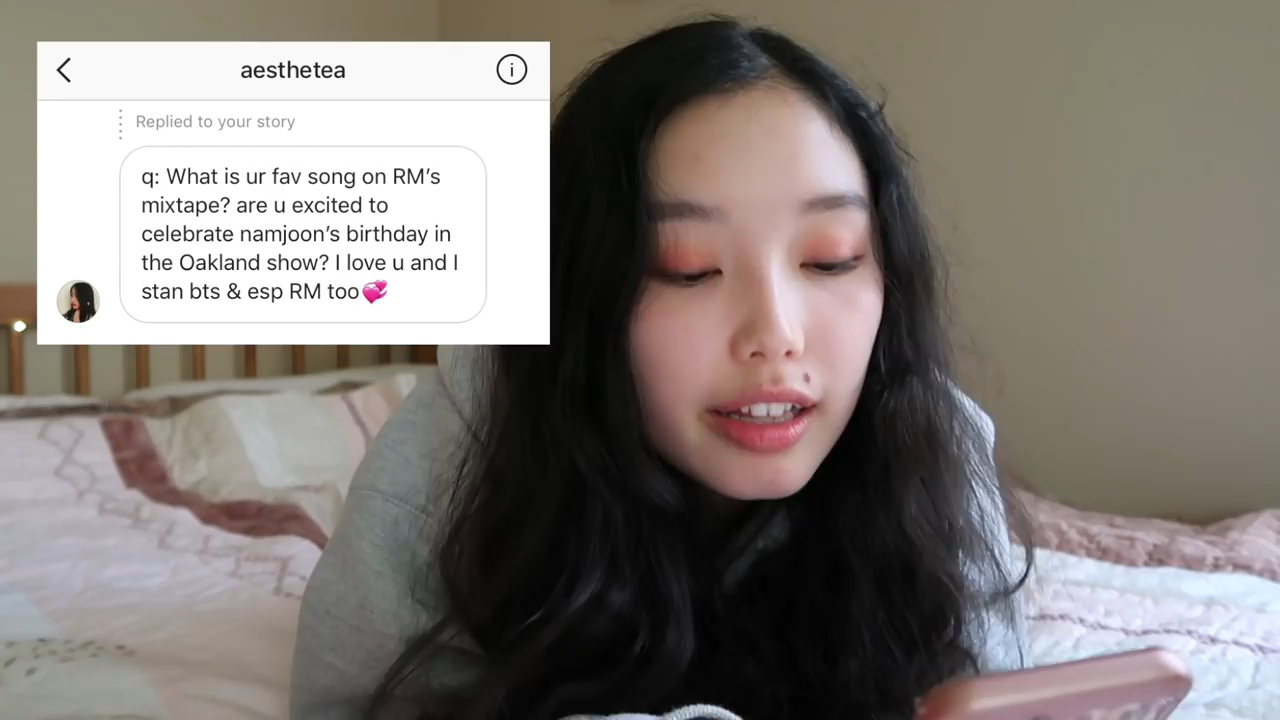 aesthetea
Replied to your story
q: What is ur fav song on RM’s
mixtape? are u excited to
celebrate namjoon’s birthday in
the Oakland show? I love u and I
stan bts & esp RM too💞